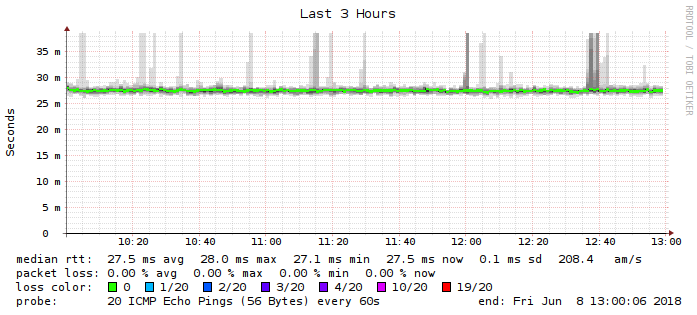 Last 3 Hours
RRDTOOL / TOBI OETIKER
Seconds
35 m
30 m
25 m
20 m
15 m
10 m
5 m
0
10:20 10:40 11:00 11:20 11:40 12:00 12:20 12:40 13:00
median rtt: 27.5 ms avg 28.0 ms max 27.1 ms min 27.5 ms now 0.1 ms sd 208.4 am/s
packet loss: 0.00 % avg 0.00 % max 0.00 % min 0.00 % now
loss color: 0 1/20 2/20 3/20 4/20 10/20 19/20
probe: 20 ICMP Echo Pings (56 Bytes) every 60s end: Fri Jun 8 13:00:06 2018